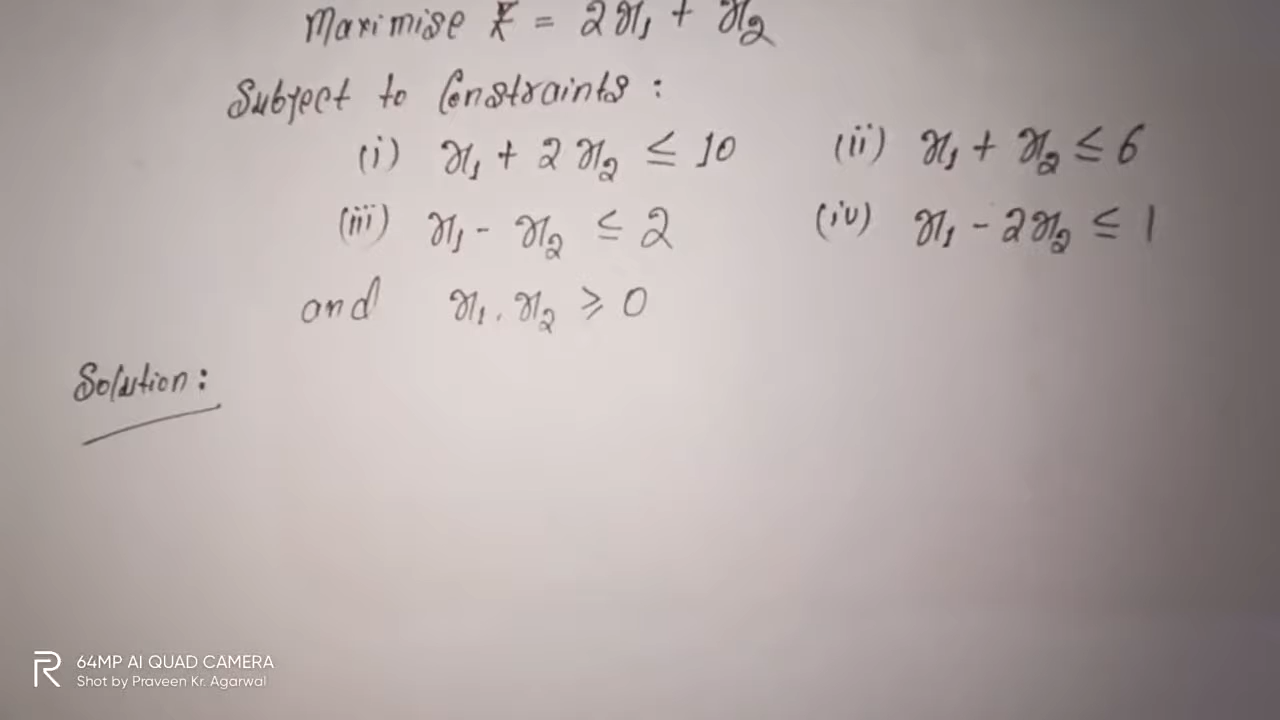 Maximise Z = 2x₁ + x₂
Subject to Constraints :
(i) x₁ + 2x₂ ≤ 10 (ii) x₁ + x₂ ≤ 6
(iii) x₁ - x₂ ≤ 2 (iv) x₁ - 2x₂ ≤ 1
and x₁, x₂ ≥ 0
Solution :
64MP AI QUAD CAMERA
Shot by Praveen Kr. Agarwal